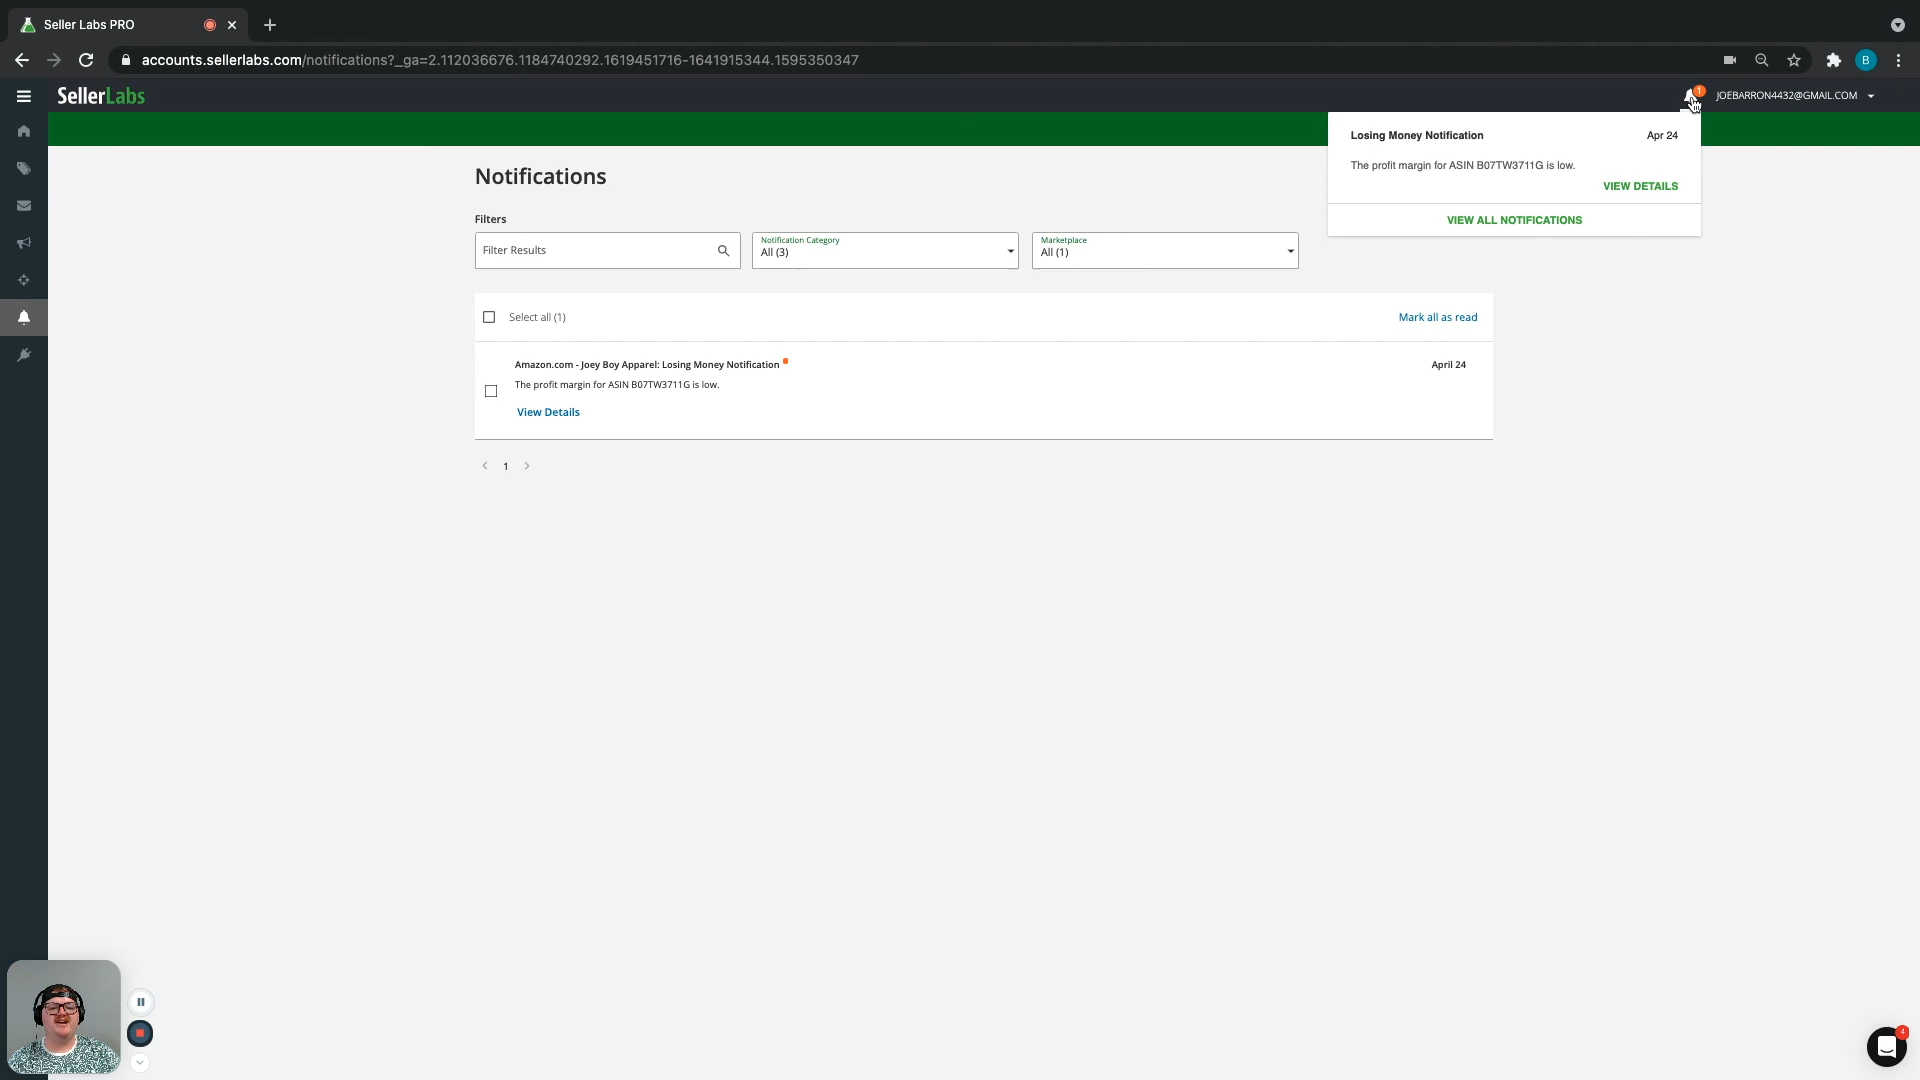 Seller Labs PRO
accounts.sellerlabs.com/notifications?_ga=2.112036676.1184740292.1619451716-1641915344.1595350347
B
SellerLabs
1
JOEBARRON4432@GMAIL.COM
Losing Money Notification
Apr 24
The profit margin for ASIN B07TW3711G is low.
VIEW DETAILS
VIEW ALL NOTIFICATIONS
Notifications
Filters
Filter Results
Notification Category
All (3)
Marketplace
All (1)
Select all (1)
Mark all as read
Amazon.com - Joey Boy Apparel: Losing Money Notification
April 24
The profit margin for ASIN B07TW3711G is low.
View Details
1
4